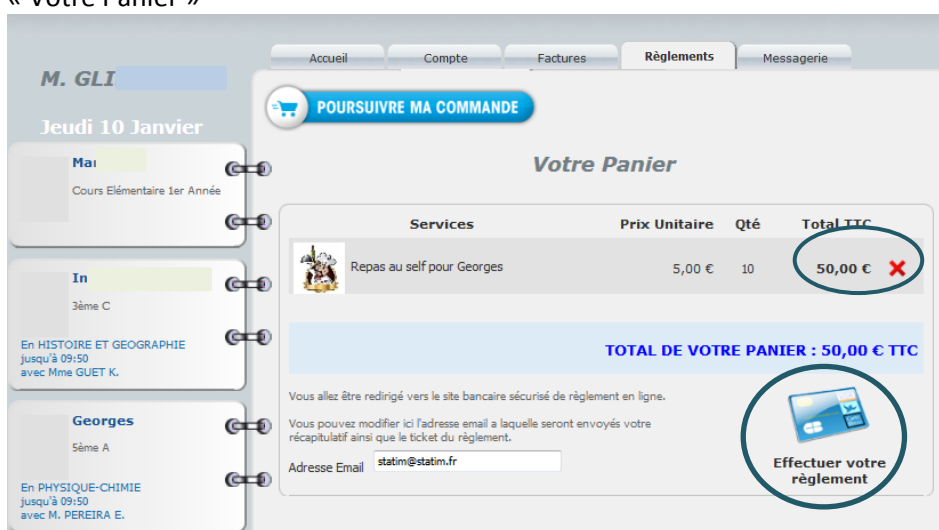 « Votre Panier »
Accueil Compte Factures Règlements Messagerie
M. GLI
Jeudi 10 Janvier
POURSUIVRE MA COMMANDE
Mar
Cours Elémentaire 1er Année
Votre Panier
Services Prix Unitaire Qté Total TTC
Repas au self pour Georges 5,00 € 10 50,00 €
In
3ème C
En HISTOIRE ET GEOGRAPHIE
jusqu'à 09:50
avec Mme GUET K.
TOTAL DE VOTRE PANIER : 50,00 € TTC
Vous allez être redirigé vers le site bancaire sécurisé de règlement en ligne.
Vous pouvez modifier ici l'adresse email a laquelle seront envoyés votre
récapitulatif ainsi que le ticket du règlement.
Adresse Email statim@statim.fr
Effectuer votre
règlement
Georges
5ème A
En PHYSIQUE-CHIMIE
jusqu'à 09:50
avec M. PEREIRA E.